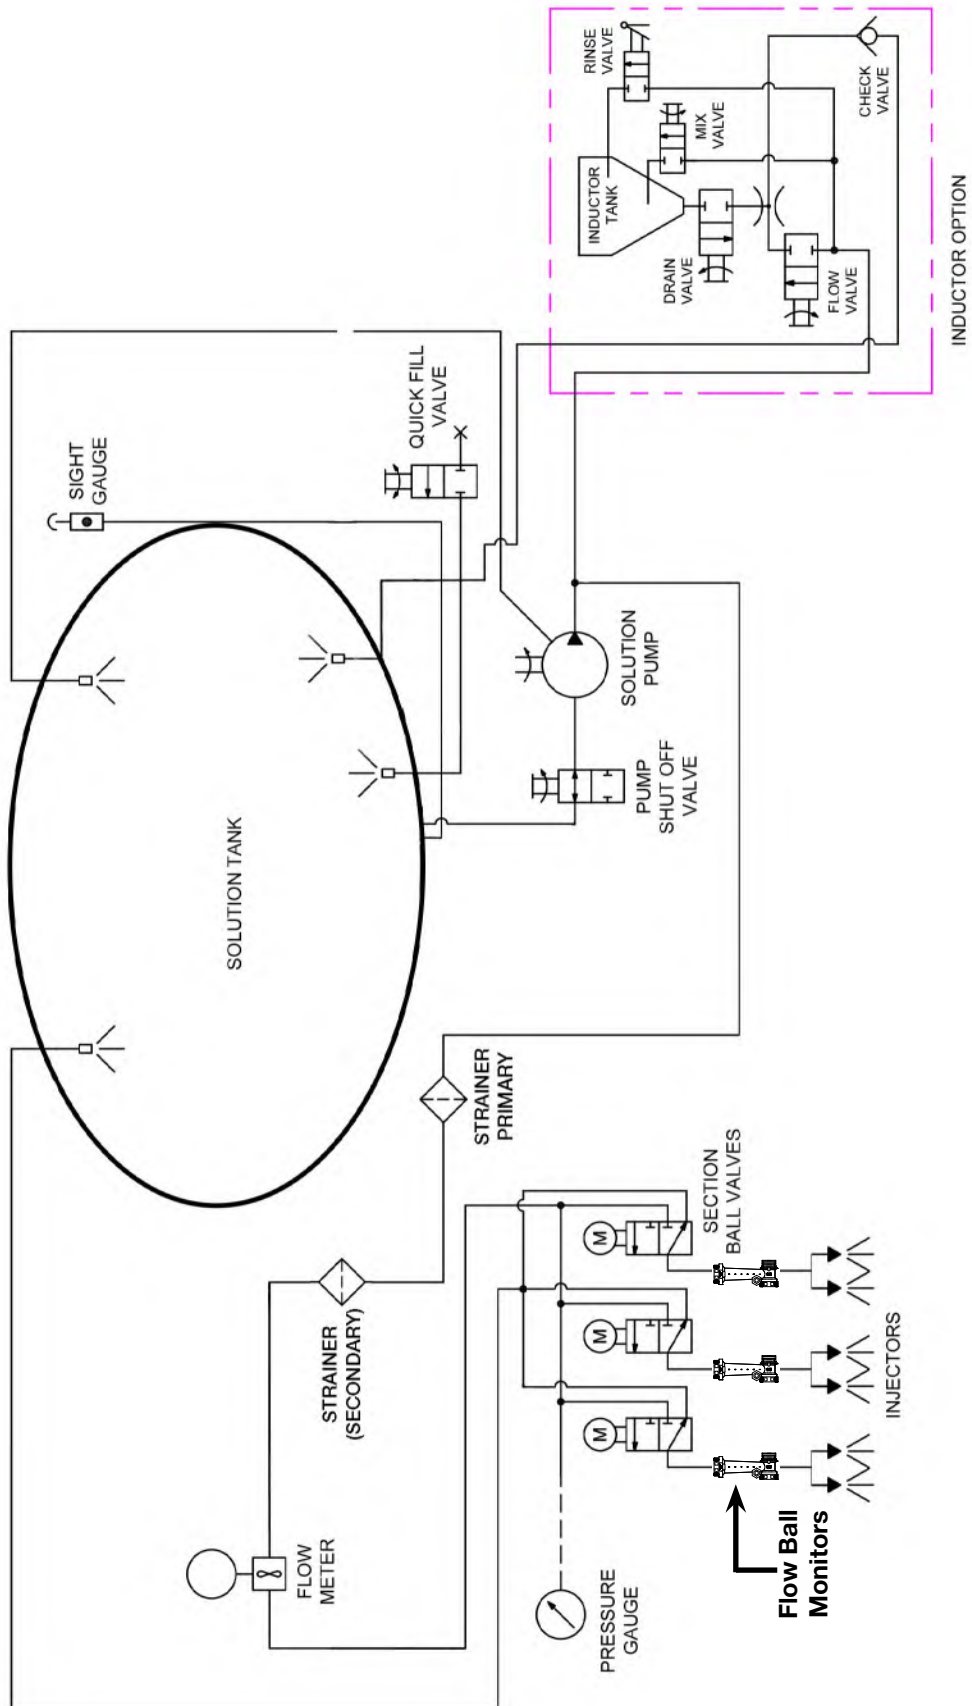 RINSE
VALVE
MIX
VALVE
CHECK
VALVE
INDUCTOR
TANK
DRAIN
VALVE
FLOW
VALVE
INDUCTOR OPTION
SIGHT
GAUGE
QUICK FILL
VALVE
SOLUTION
PUMP
PUMP
SHUT OFF
VALVE
SOLUTION TANK
STRAINER
PRIMARY
STRAINER
(SECONDARY)
SECTION
BALL VALVES
M
M
M
INJECTORS
FLOW
METER
PRESSURE
GAUGE
Flow Ball
Monitors